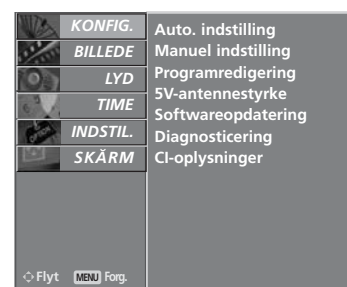 KONFIG.
BILLEDE
LYD
TIME
INDSTIL.
SKÄRM
Auto. indstilling
Manuel indstilling
Programredigering
5V-antennestyrke
Softwareopdatering
Diagnosticering
CI-oplysninger
Flyt MENU Forg.